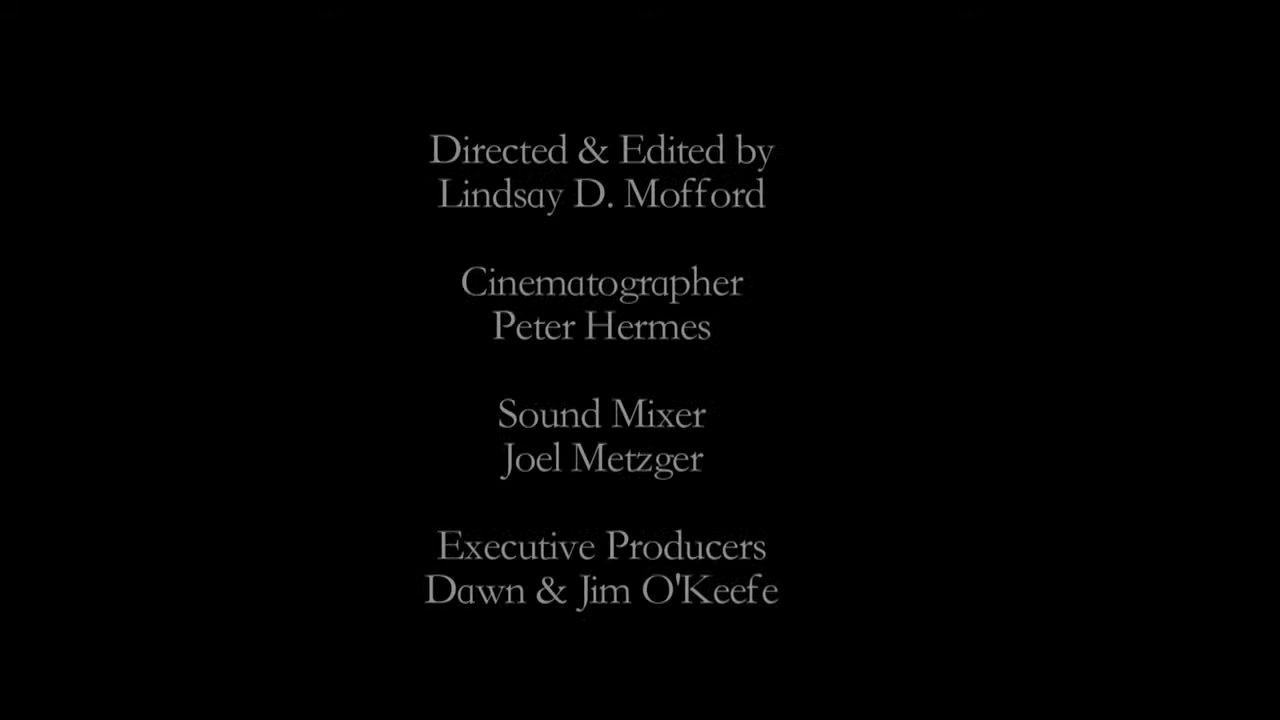 Directed & Edited by
Lindsay D. Mofford
Cinematographer
Peter Hermes
Sound Mixer
Joel Metzger
Executive Producers
Dawn & Jim O'Keefe